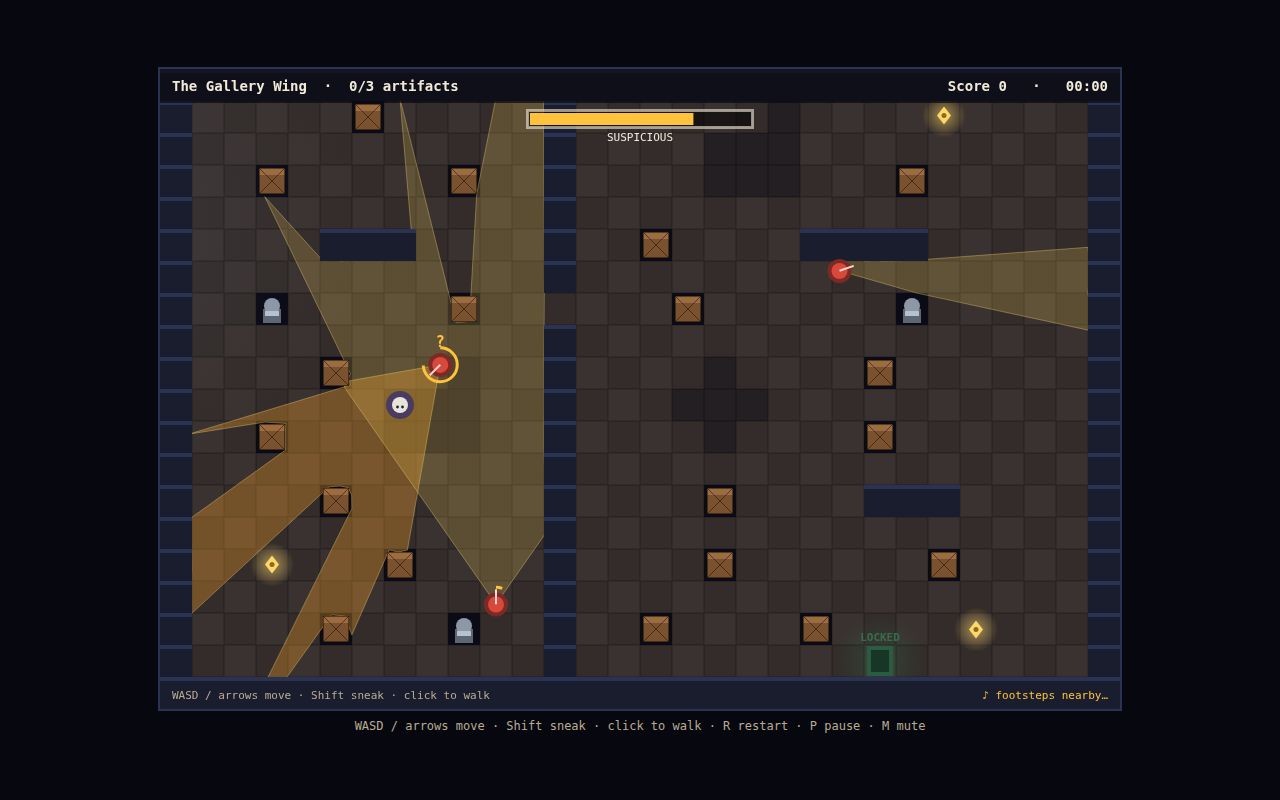 The Gallery Wing · 0/3 artifacts
Score 0 · 00:00
SUSPICIOUS
?
LOCKED
WASD / arrows move · Shift sneak · click to walk
♪ footsteps nearby…
WASD / arrows move · Shift sneak · click to walk · R restart · P pause · M mute